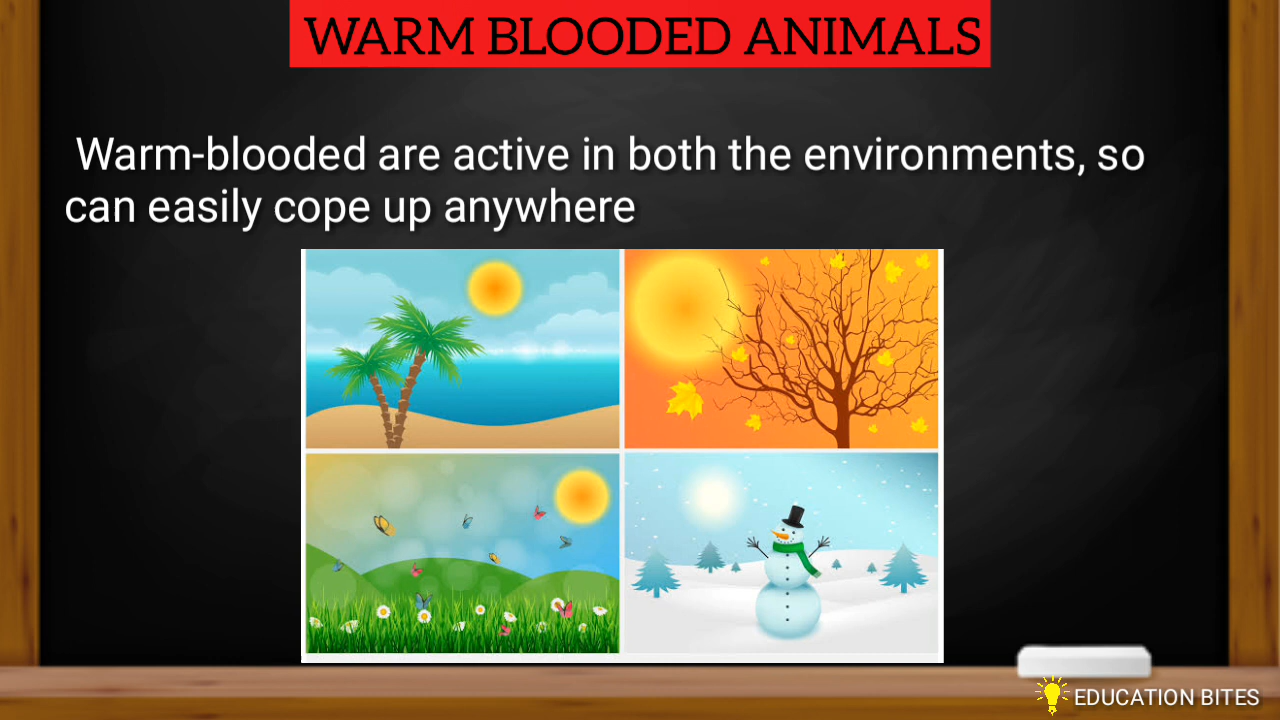 WARM BLOODED ANIMALS
Warm-blooded are active in both the environments, so
can easily cope up anywhere
EDUCATION BITES